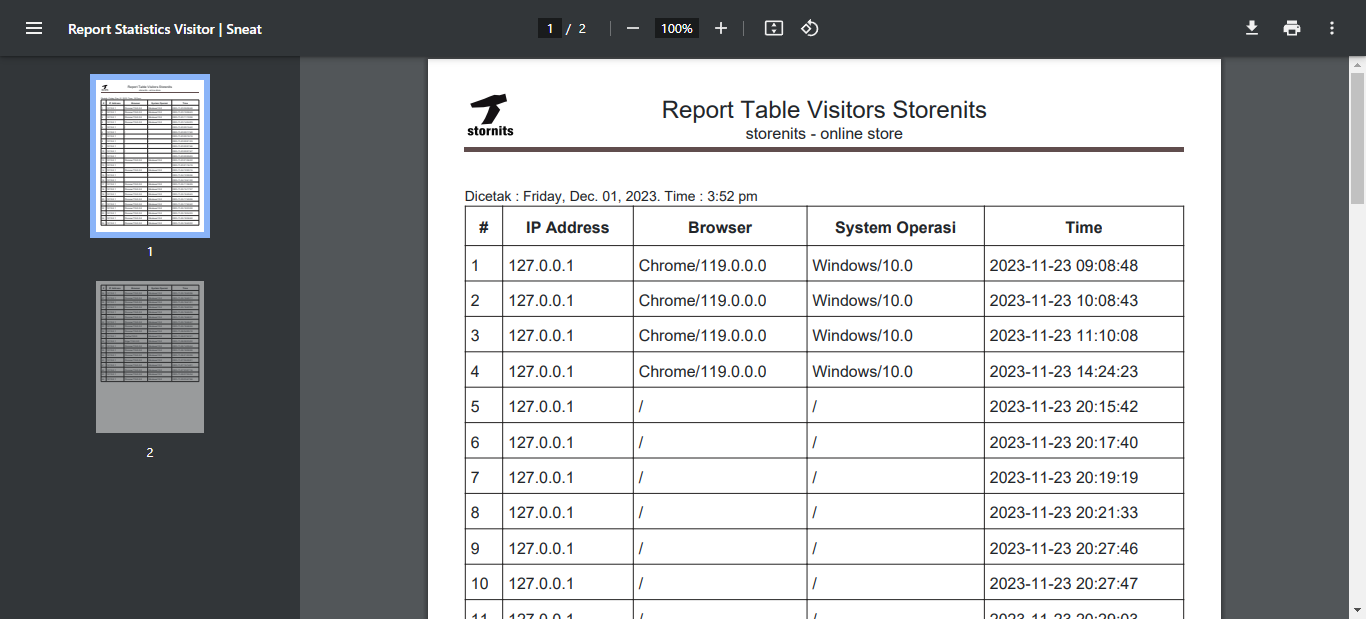 Report Statistics Visitor | Sneat
1 / 2
100%
1
2
stornits
Report Table Visitors Storenits
storenits - online store
Dicetak : Friday, Dec. 01, 2023. Time : 3:52 pm
# IP Address Browser System Operasi Time
1 127.0.0.1 Chrome/119.0.0.0 Windows/10.0 2023-11-23 09:08:48
2 127.0.0.1 Chrome/119.0.0.0 Windows/10.0 2023-11-23 10:08:43
3 127.0.0.1 Chrome/119.0.0.0 Windows/10.0 2023-11-23 11:10:08
4 127.0.0.1 Chrome/119.0.0.0 Windows/10.0 2023-11-23 14:24:23
5 127.0.0.1 / / 2023-11-23 20:15:42
6 127.0.0.1 / / 2023-11-23 20:17:40
7 127.0.0.1 / / 2023-11-23 20:19:19
8 127.0.0.1 / / 2023-11-23 20:21:33
9 127.0.0.1 / / 2023-11-23 20:27:46
10 127.0.0.1 / / 2023-11-23 20:27:47